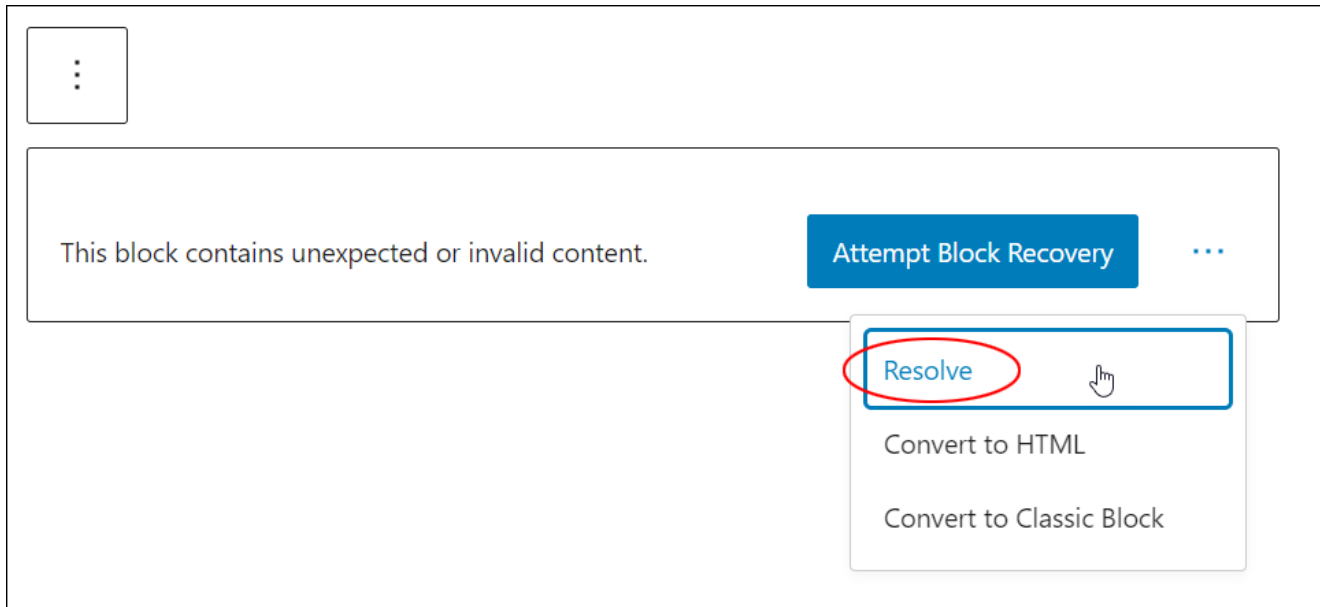 This block contains unexpected or invalid content.
Attempt Block Recovery
Resolve
Convert to HTML
Convert to Classic Block